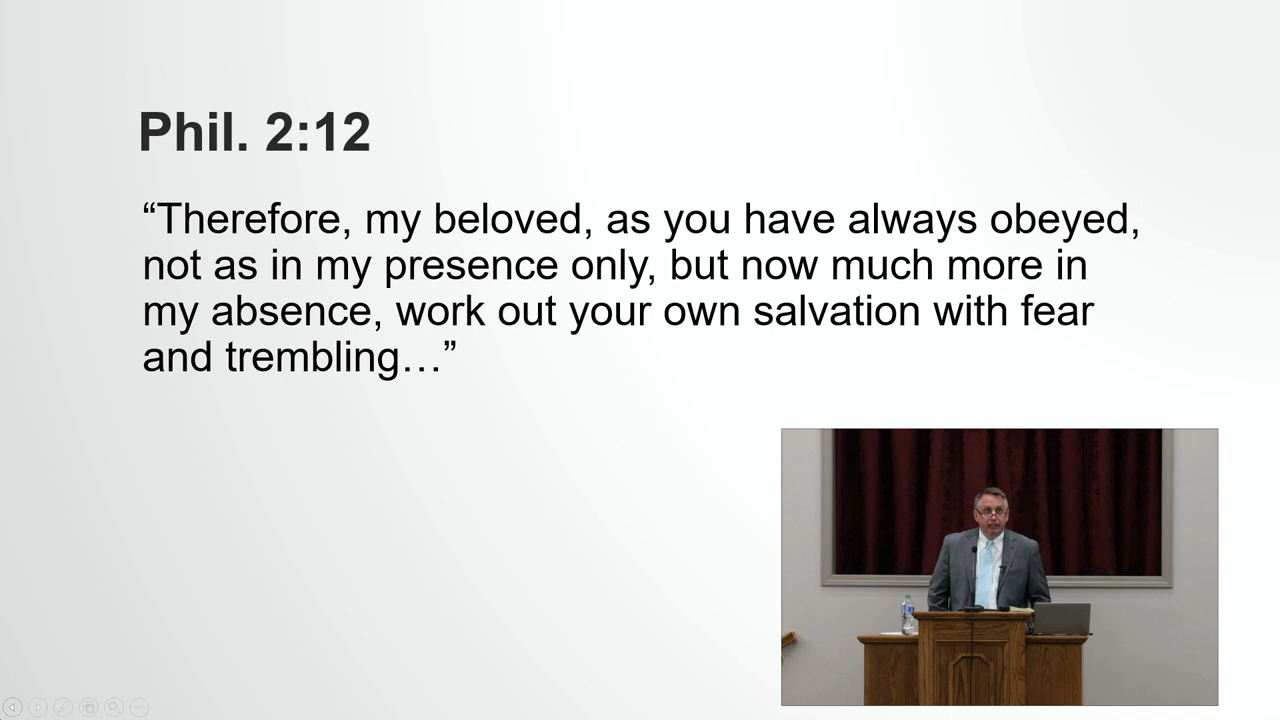 Phil. 2:12
“Therefore, my beloved, as you have always obeyed,
not as in my presence only, but now much more in
my absence, work out your own salvation with fear
and trembling…”